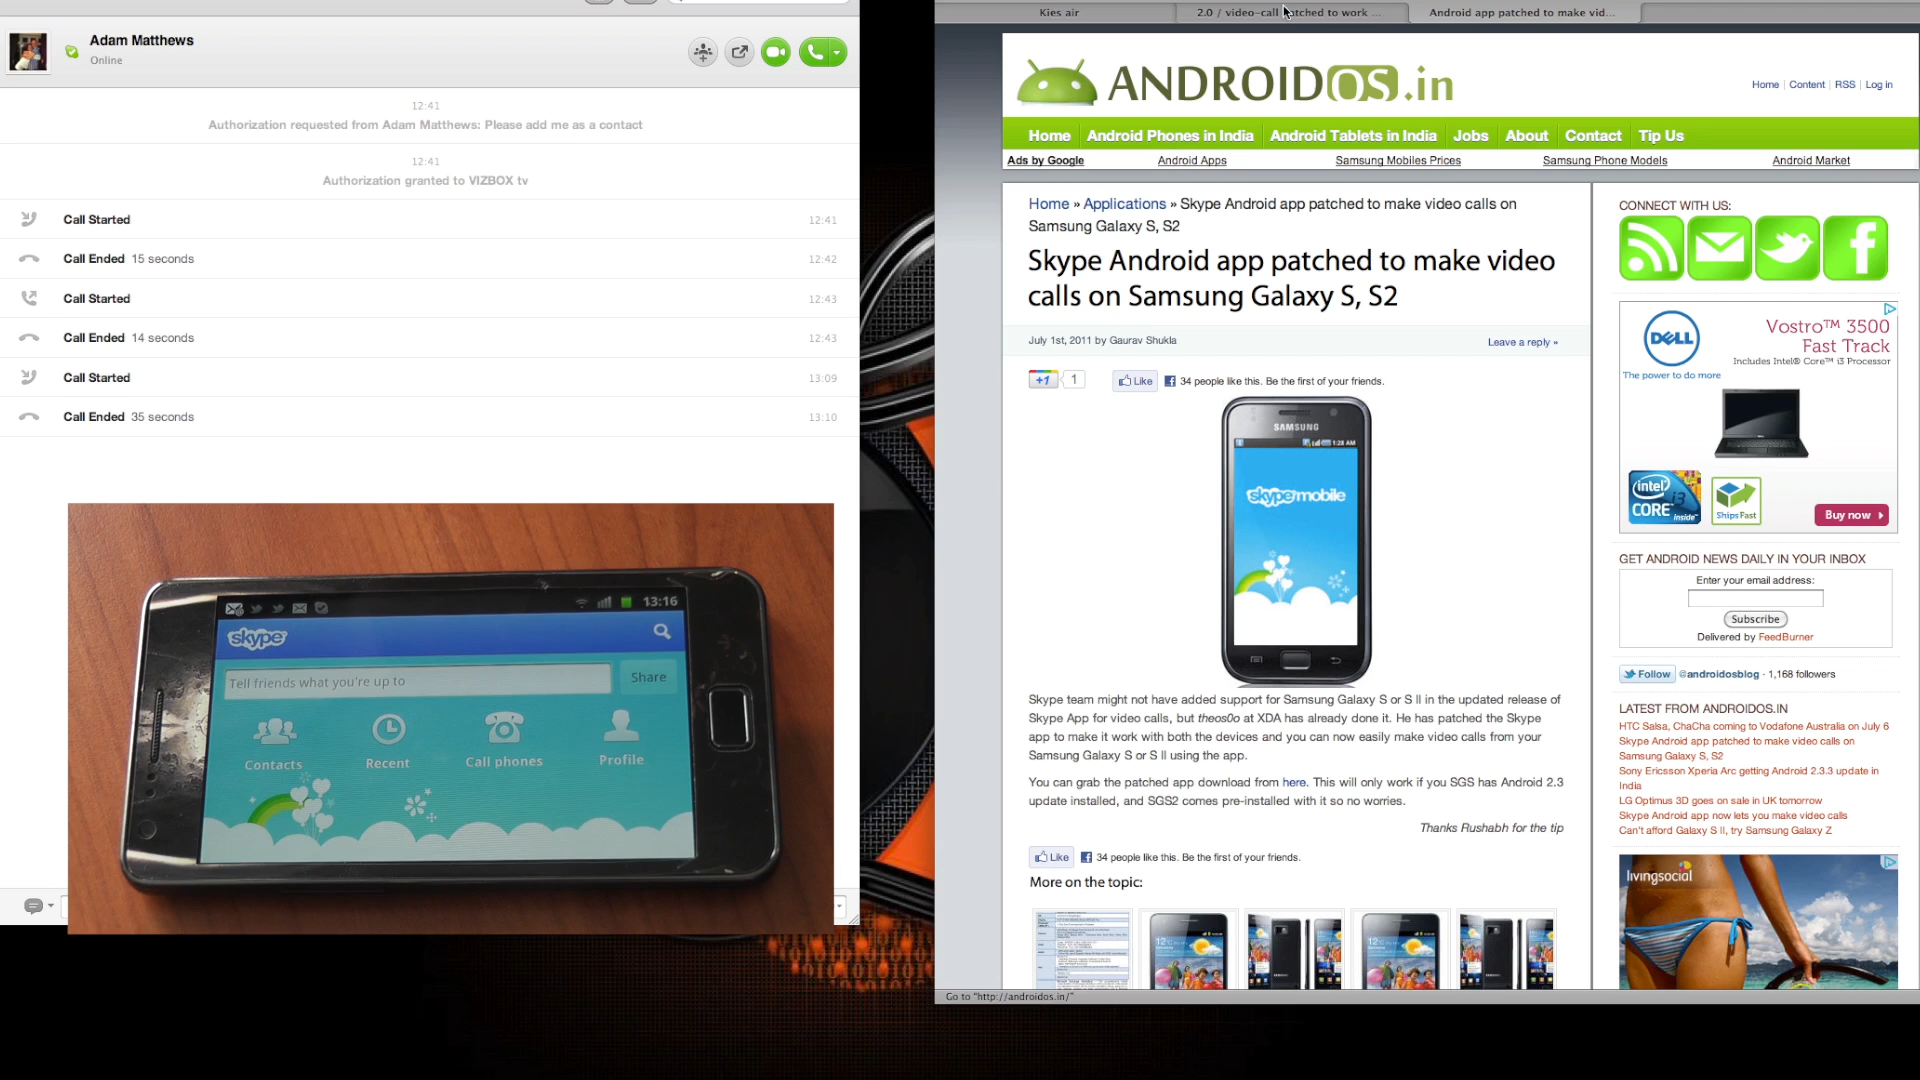 Adam Matthews
Online
12:41
Authorization requested from Adam Matthews: Please add me as a contact
12:41
Authorization granted to VIZBOX tv
Call Started 12:41
Call Ended 15 seconds 12:42
Call Started 12:43
Call Ended 14 seconds 12:43
Call Started 13:09
Call Ended 35 seconds 13:10
13:16
skype
Tell friends what you're up to
Share
Contacts
Recent
Call phones
Profile
Kies air
2.0 / video-call patched to work ...
Android app patched to make vid...
ANDROIDOS.in
Home | Content | RSS | Log in
Home Android Phones in India Android Tablets in India Jobs About Contact Tip Us
Ads by Google Android Apps Samsung Mobiles Prices Samsung Phone Models Android Market
Home » Applications » Skype Android app patched to make video calls on
Samsung Galaxy S, S2
Skype Android app patched to make video
calls on Samsung Galaxy S, S2
July 1st, 2011 by Gaurav Shukla
Leave a reply »
+1 1
Like 34 people like this. Be the first of your friends.
SAMSUNG
1:28 AM
skype mobile
Skype team might not have added support for Samsung Galaxy S or S II in the updated release of
Skype App for video calls, but theos0o at XDA has already done it. He has patched the Skype
app to make it work with both the devices and you can now easily make video calls from your
Samsung Galaxy S or S II using the app.
You can grab the patched app download from here. This will only work if you SGS has Android 2.3
update installed, and SGS2 comes pre-installed with it so no worries.
Thanks Rushabh for the tip
Like 34 people like this. Be the first of your friends.
More on the topic:
CONNECT WITH US:
DELL
The power to do more
Vostro™ 3500
Fast Track
Includes Intel® Core™ i3 Processor
intel
CORE i3
inside™
Ships Fast
Buy now
GET ANDROID NEWS DAILY IN YOUR INBOX
Enter your email address:
Subscribe
Delivered by FeedBurner
Follow @androidosblog - 1,168 followers
LATEST FROM ANDROIDOS.IN
HTC Salsa, ChaCha coming to Vodafone Australia on July 6
Skype Android app patched to make video calls on
Samsung Galaxy S, S2
Sony Ericsson Xperia Arc getting Android 2.3.3 update in
India
LG Optimus 3D goes on sale in UK tomorrow
Skype Android app now lets you make video calls
Can't afford Galaxy S II, try Samsung Galaxy Z
livingsocial
Go to "http://androidos.in/"